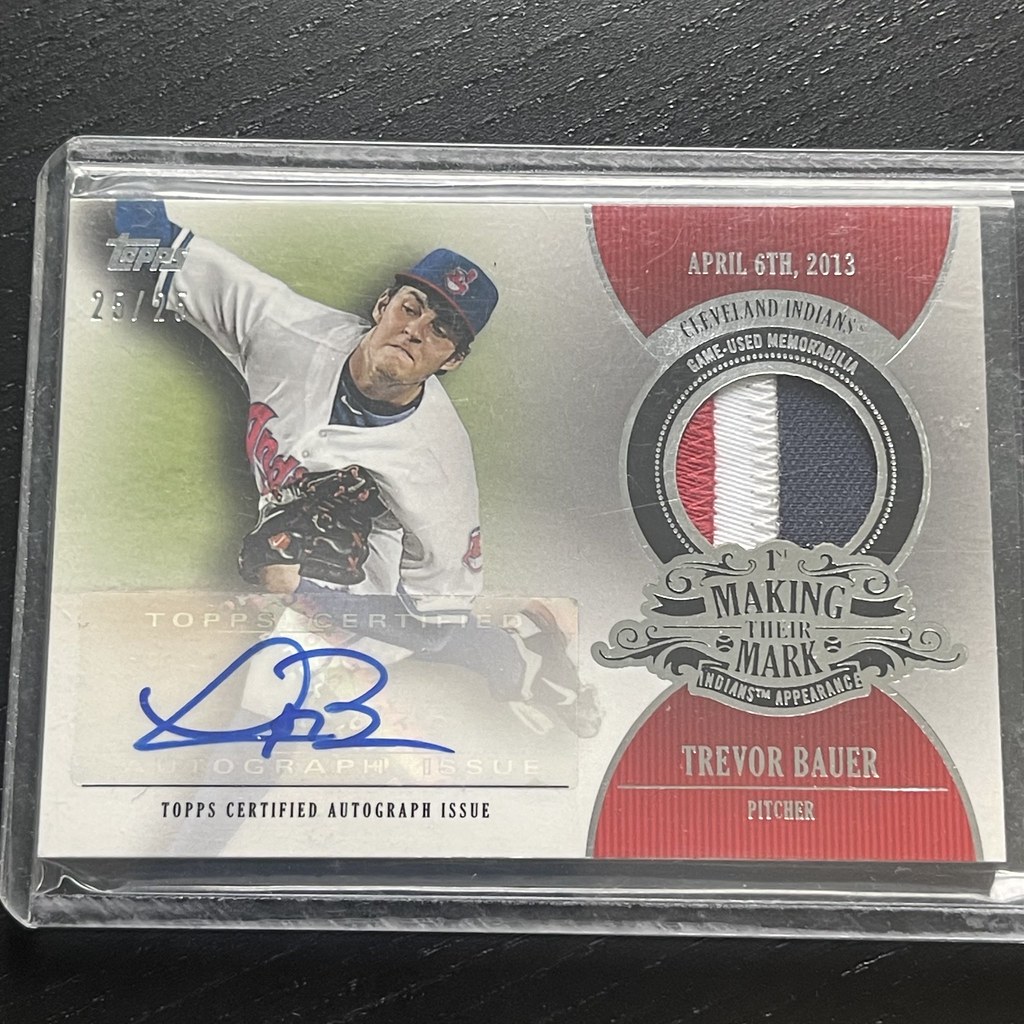 Topps
25/25
APRIL 6TH, 2013
CLEVELAND INDIANS
GAME-USED MEMORABILIA
1ST
MAKING
THEIR
MARK
INDIANS™ APPEARANCE
TREVOR BAUER
PITCHER
TOPPS CERTIFIED
AUTOGRAPH ISSUE
TOPPS CERTIFIED AUTOGRAPH ISSUE